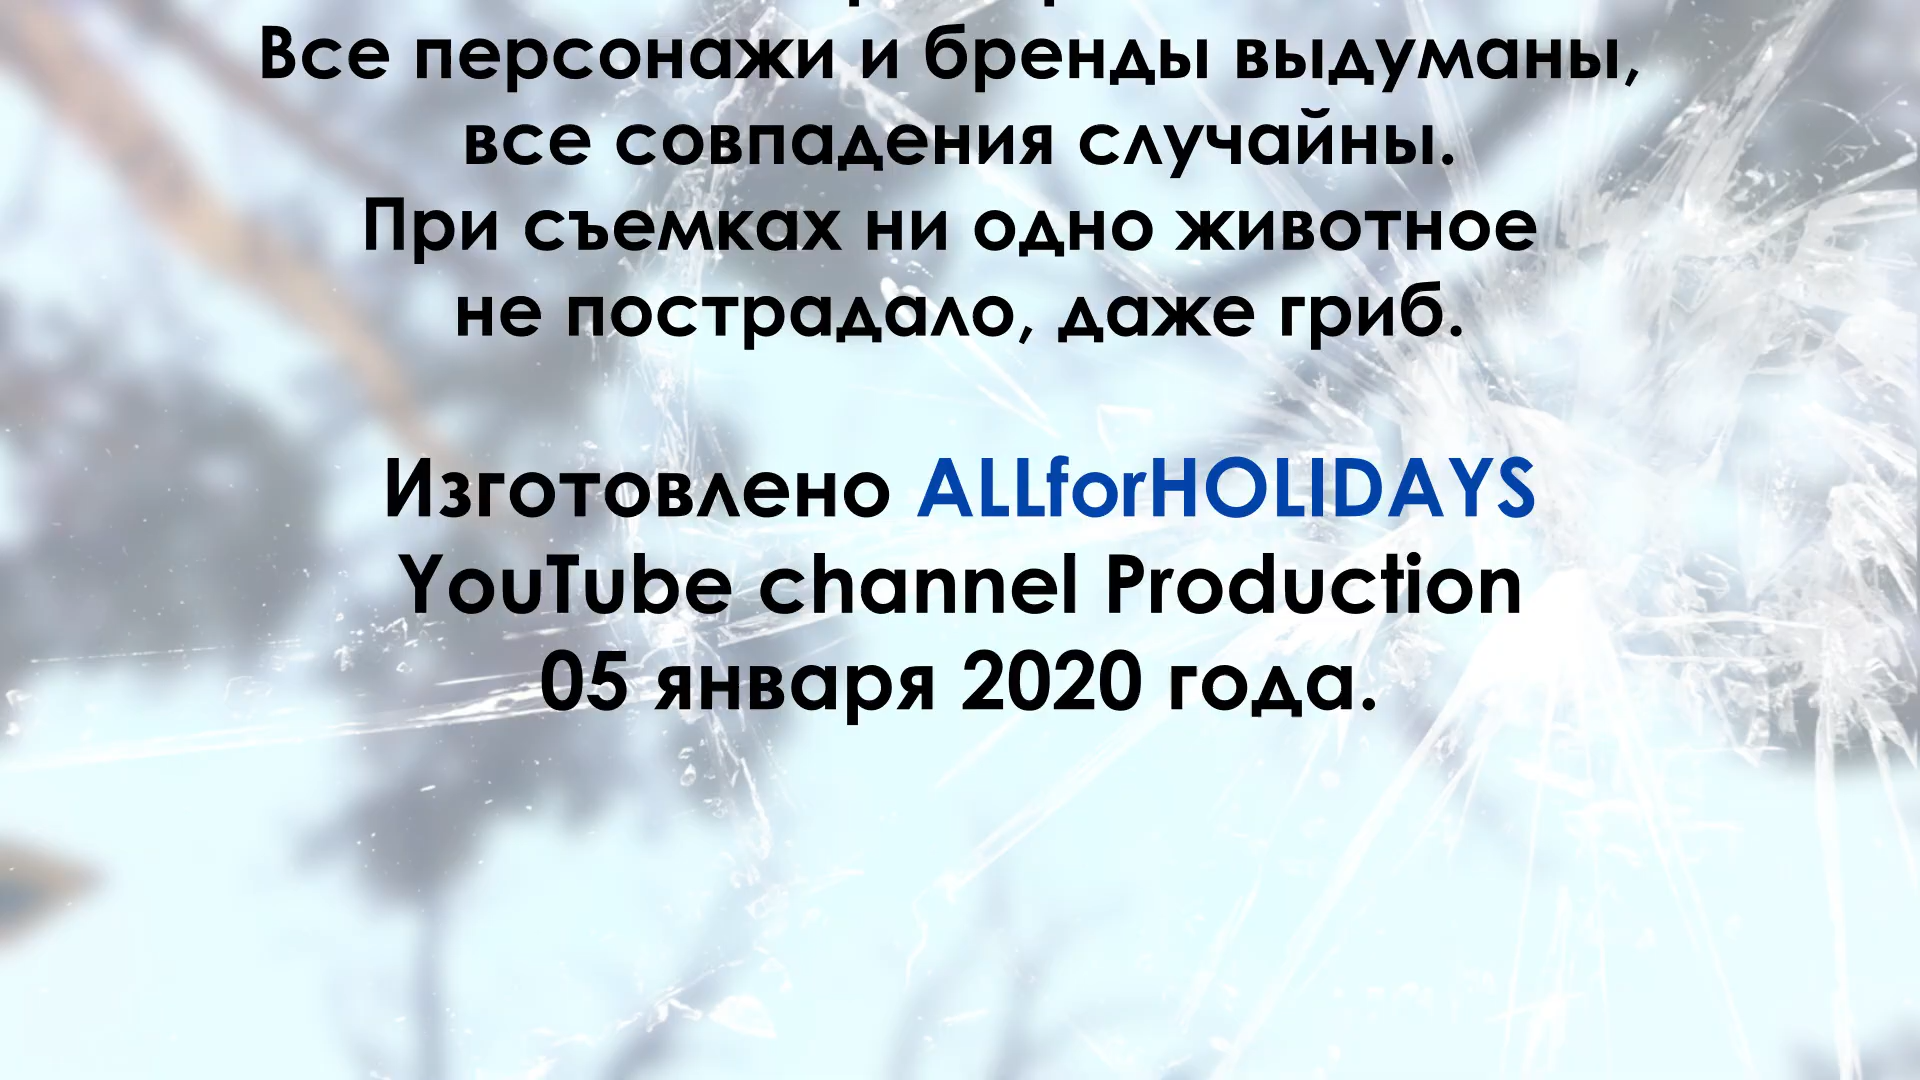 Все персонажи и бренды выдуманы,
все совпадения случайны.
При съемках ни одно животное
не пострадало, даже гриб.
Изготовлено ALLforHOLIDAYS
YouTube channel Production
05 января 2020 года.